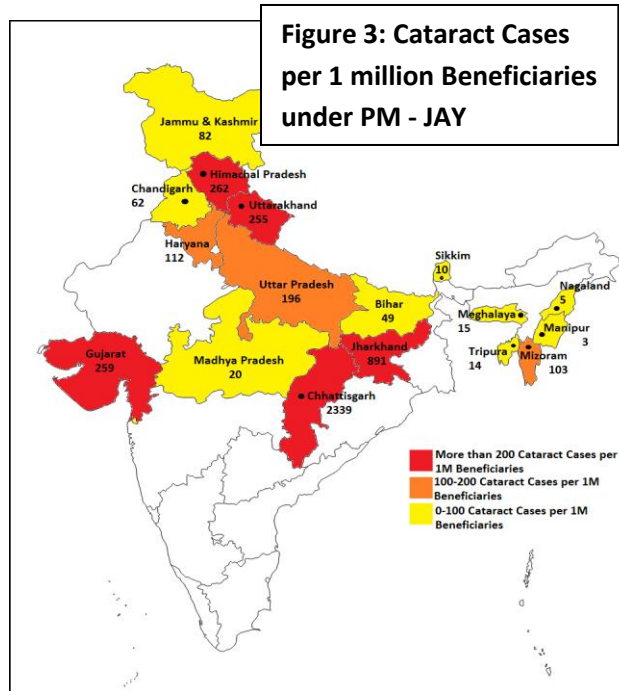 Figure 3: Cataract Cases
per 1 million Beneficiaries
under PM - JAY
Jammu & Kashmir
82
Himachal Pradesh
262
Chandigarh
62
Uttarakhand
255
Haryana
112
Uttar Pradesh
196
Sikkim
10
Nagaland
5
Bihar
49
Meghalaya
15
Manipur
3
Gujarat
259
Madhya Pradesh
20
Jharkhand
891
Tripura
14
Mizoram
103
Chhattisgarh
2339
More than 200 Cataract Cases per
1M Beneficiaries
100-200 Cataract Cases per 1M
Beneficiaries
0-100 Cataract Cases per 1M
Beneficiaries